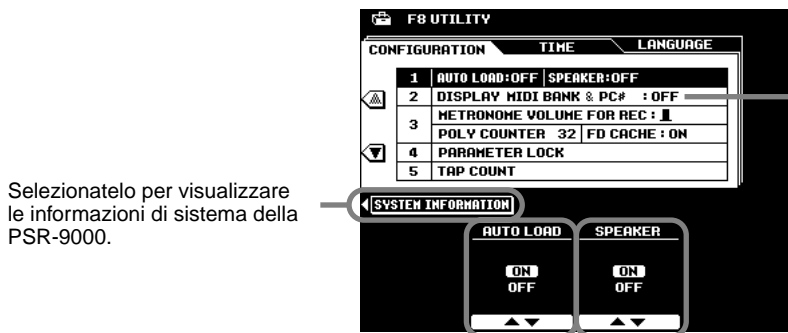 F8 UTILITY
CONFIGURATION TIME LANGUAGE
1 AUTO LOAD:OFF SPEAKER:OFF
2 DISPLAY MIDI BANK & PC# :OFF
3 METRONOME VOLUME FOR REC:
POLY COUNTER 32 FD CACHE:ON
4 PARAMETER LOCK
5 TAP COUNT
Selezionatelo per visualizzare
le informazioni di sistema della
PSR-9000.
SYSTEM INFORMATION
AUTO LOAD SPEAKER
ON ON
OFF OFF